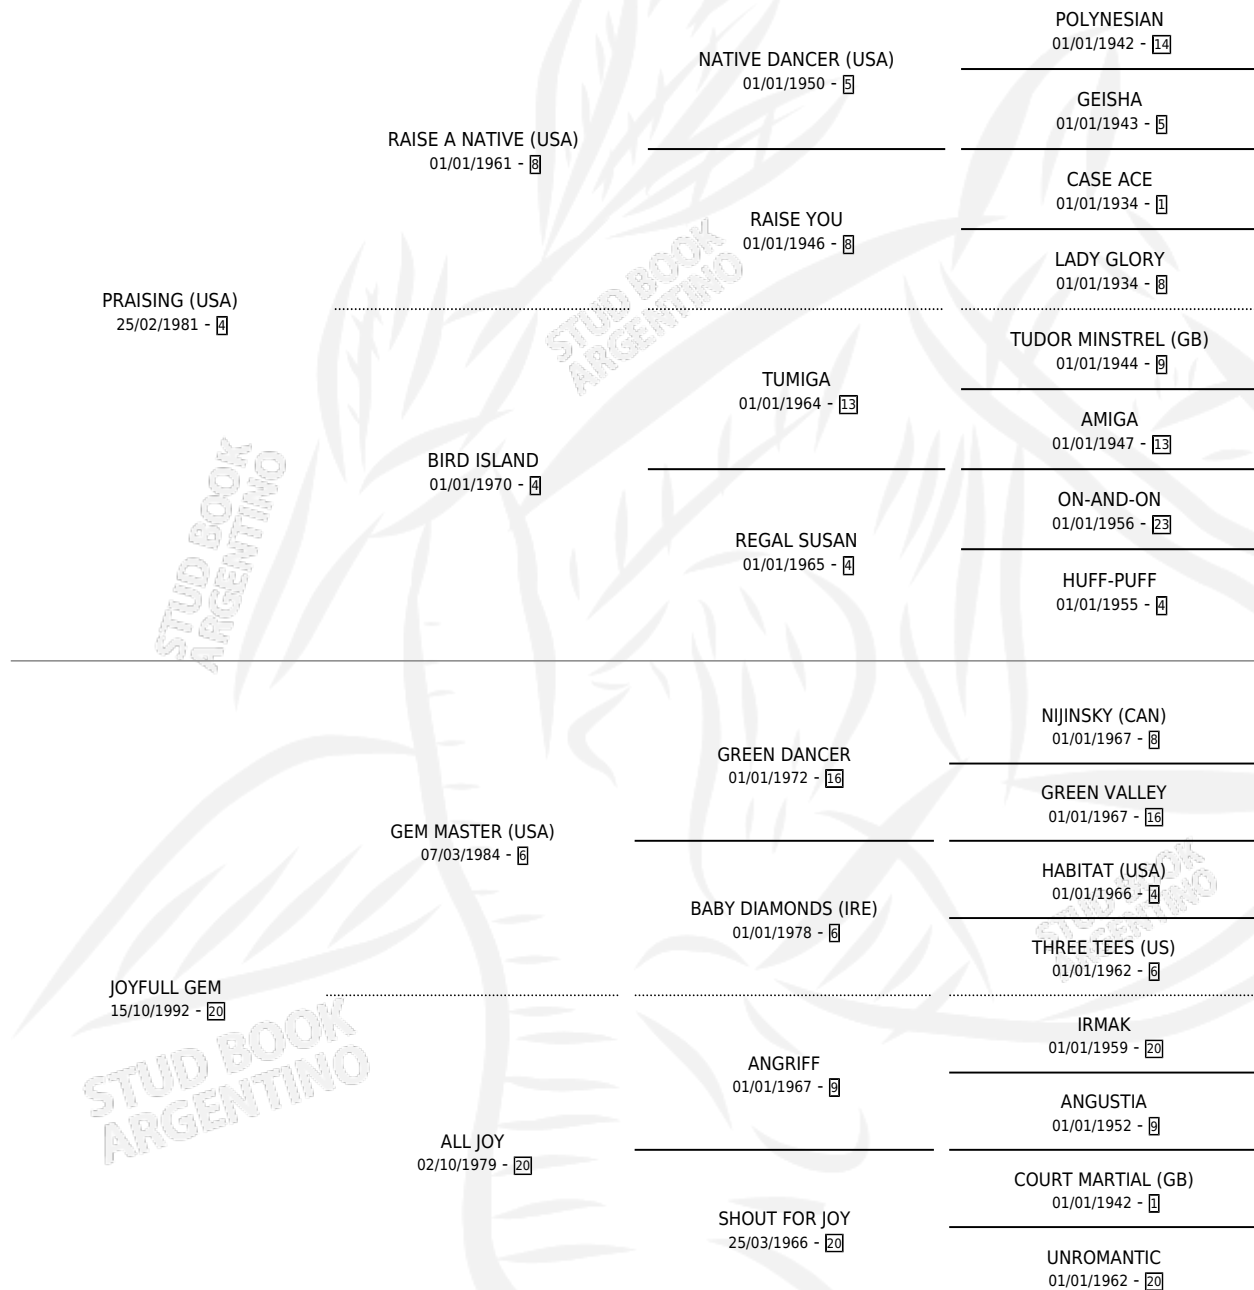 POLYNESIAN
01/01/1942 - 14
NATIVE DANCER (USA)
01/01/1950 - 5
GEISHA
01/01/1943 - 5
RAISE A NATIVE (USA)
01/01/1961 - 8
CASE ACE
01/01/1934 - 1
RAISE YOU
01/01/1946 - 8
LADY GLORY
01/01/1934 - 8
PRAISING (USA)
25/02/1981 - 4
TUDOR MINSTREL (GB)
01/01/1944 - 9
TUMIGA
01/01/1964 - 13
AMIGA
01/01/1947 - 13
BIRD ISLAND
01/01/1970 - 4
ON-AND-ON
01/01/1956 - 23
REGAL SUSAN
01/01/1965 - 4
HUFF-PUFF
01/01/1955 - 4
NIJINSKY (CAN)
01/01/1967 - 8
GREEN DANCER
01/01/1972 - 16
GREEN VALLEY
01/01/1967 - 16
GEM MASTER (USA)
07/03/1984 - 6
HABITAT (USA)
01/01/1966 - 4
BABY DIAMONDS (IRE)
01/01/1978 - 6
THREE TEES (US)
01/01/1962 - 6
JOYFULL GEM
15/10/1992 - 20
IRMAK
01/01/1959 - 20
ANGRIFF
01/01/1967 - 9
ANGUSTIA
01/01/1952 - 9
ALL JOY
02/10/1979 - 20
COURT MARTIAL (GB)
01/01/1942 - 1
SHOUT FOR JOY
25/03/1966 - 20
UNROMANTIC
01/01/1962 - 20
STUD BOOK
ARGENTINO
STUD BOOK
ARGENTINO
STUD BOOK
ARGENTINO
STUD BOOK
ARGENTINO